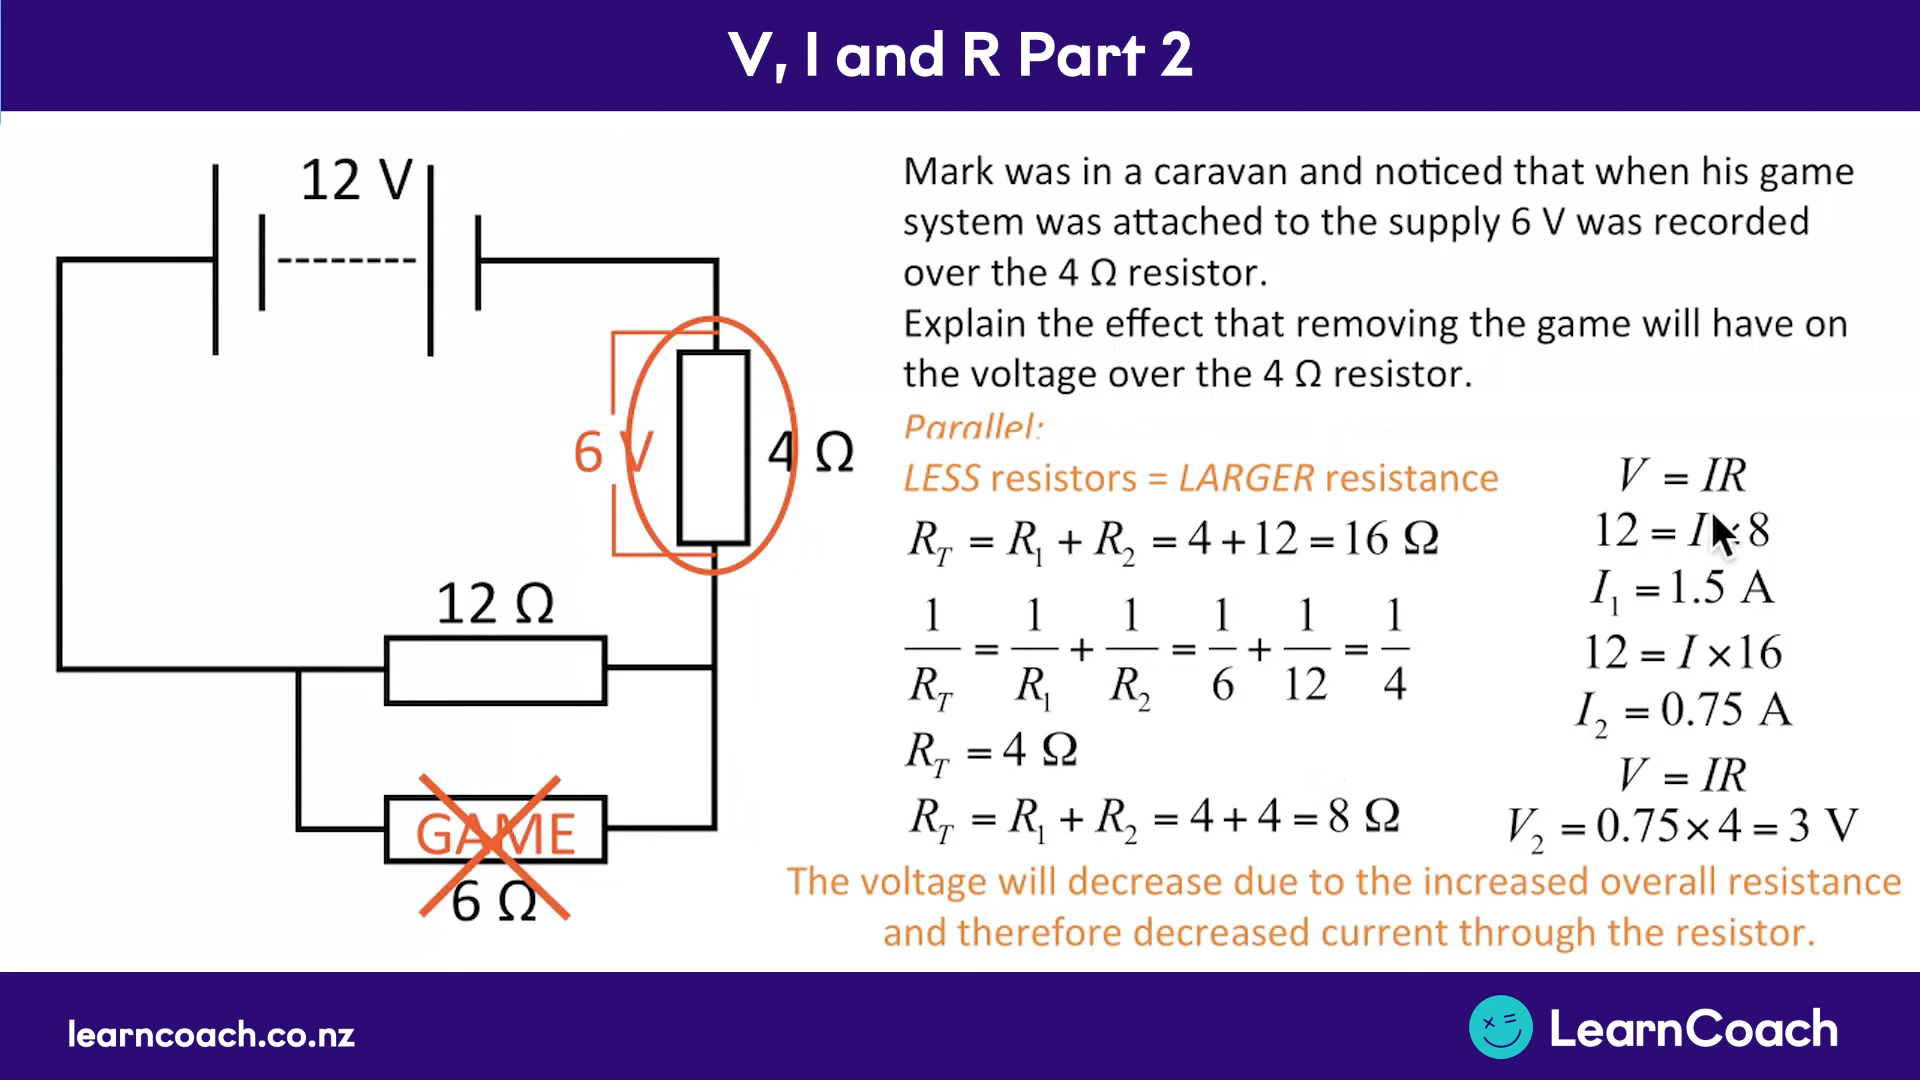 V, I and R Part 2
12 V
6 V
4 Ω
12 Ω
GAME
6 Ω
Mark was in a caravan and noticed that when his game
system was attached to the supply 6 V was recorded
over the 4 Ω resistor.
Explain the effect that removing the game will have on
the voltage over the 4 Ω resistor.
Parallel:
LESS resistors = LARGER resistance
R_T = R_1 + R_2 = 4 + 12 = 16 Ω
1/R_T = 1/R_1 + 1/R_2 = 1/6 + 1/12 = 1/4
R_T = 4 Ω
R_T = R_1 + R_2 = 4 + 4 = 8 Ω
V = IR
12 = I × 8
I_1 = 1.5 A
12 = I × 16
I_2 = 0.75 A
V = IR
V_2 = 0.75 × 4 = 3 V
The voltage will decrease due to the increased overall resistance
and therefore decreased current through the resistor.
learncoach.co.nz
LearnCoach